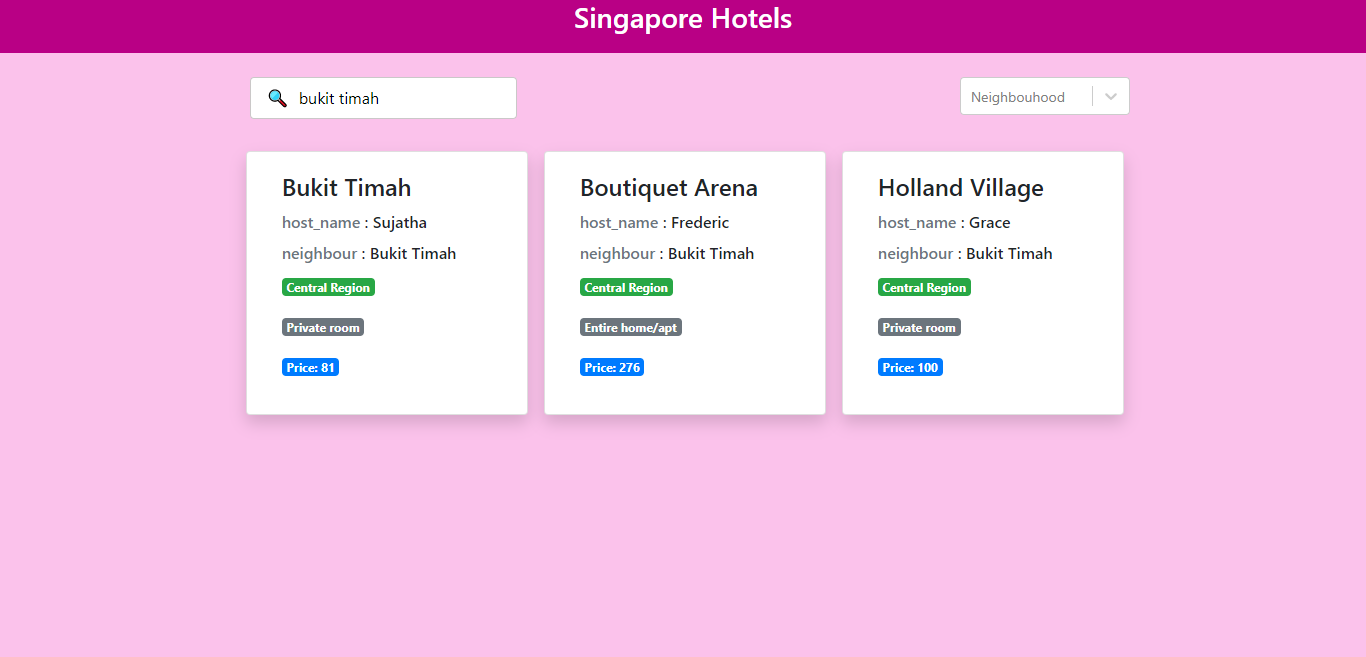 Singapore Hotels
bukit timah
Neighbouhood
Bukit Timah
host_name : Sujatha
neighbour : Bukit Timah
Central Region
Private room
Price: 81
Boutiquet Arena
host_name : Frederic
neighbour : Bukit Timah
Central Region
Entire home/apt
Price: 276
Holland Village
host_name : Grace
neighbour : Bukit Timah
Central Region
Private room
Price: 100